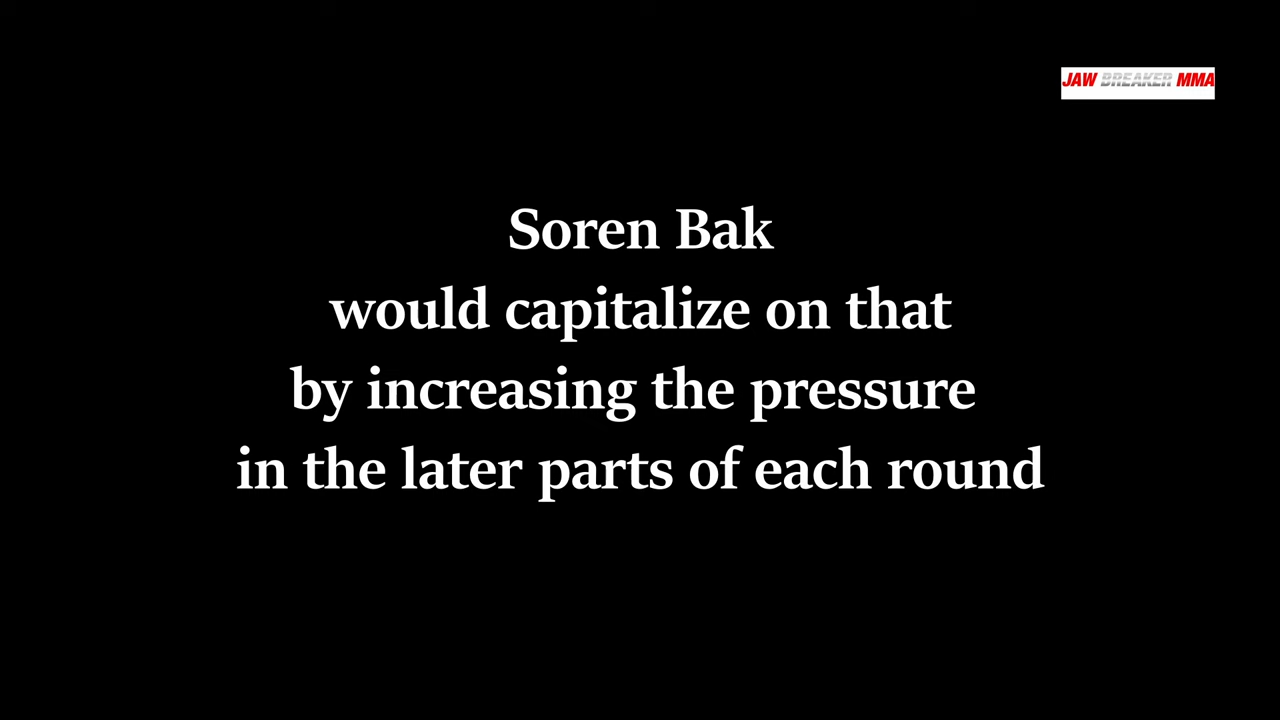 JAW BREAKER MMA
Soren Bak
would capitalize on that
by increasing the pressure
in the later parts of each round